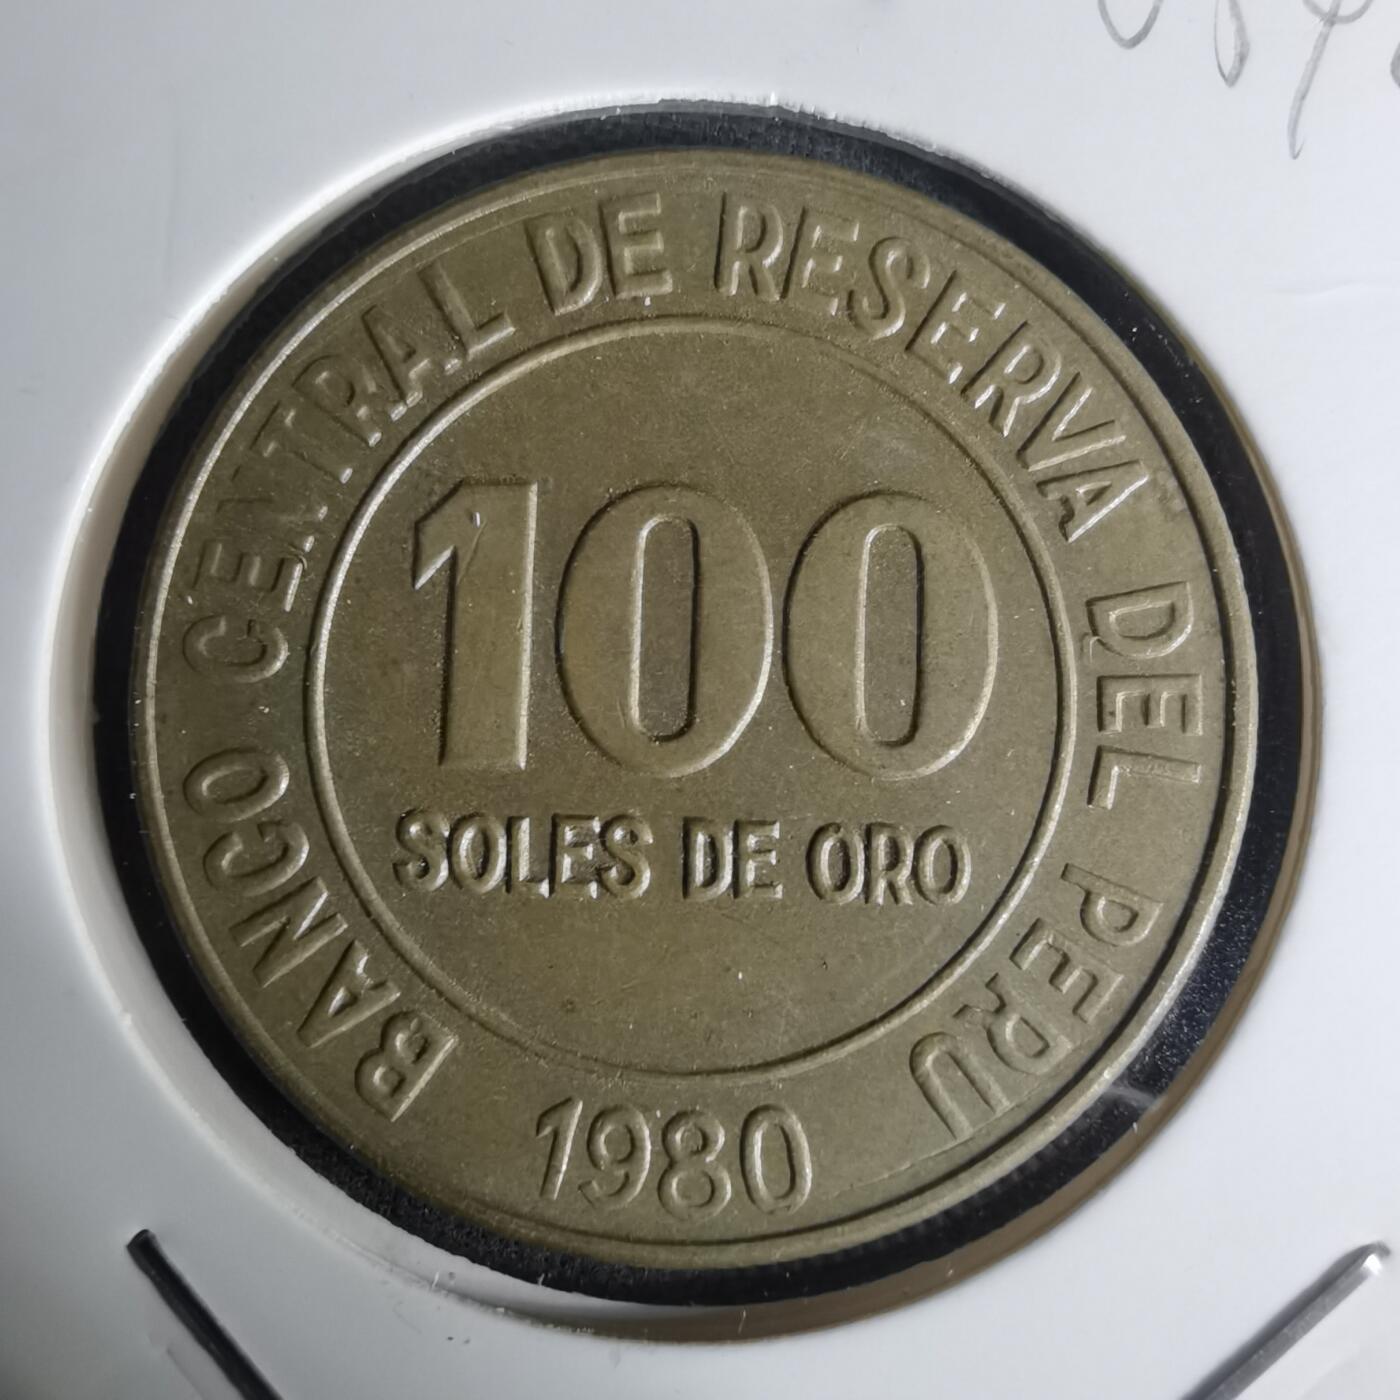 BANCO CENTRAL DE RESERVA DEL PERU
100
SOLES DE ORO
1980